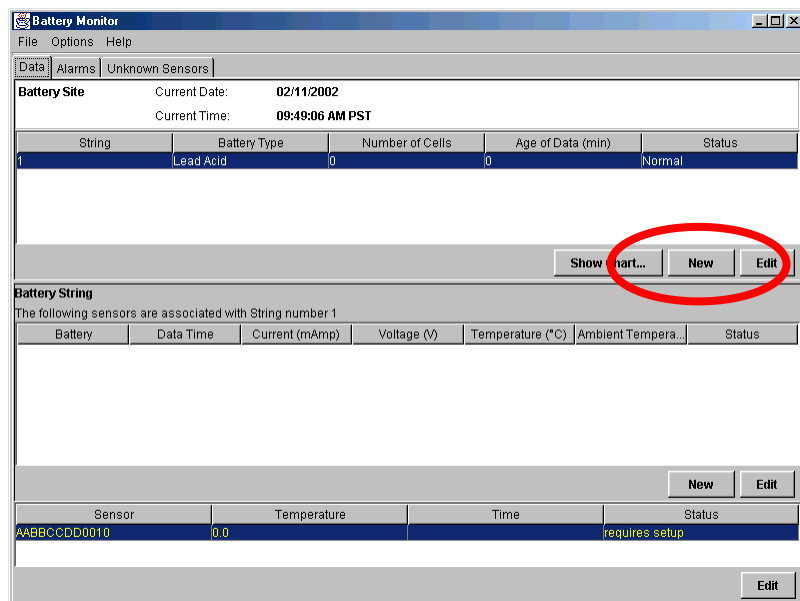 Battery Monitor
File Options Help
Data Alarms Unknown Sensors
Battery Site Current Date: 02/11/2002
Current Time: 09:49:06 AM PST
String Battery Type Number of Cells Age of Data (min) Status
1 Lead Acid 0 0 Normal
Show Chart... New Edit
Battery String
The following sensors are associated with String number 1
Battery Data Time Current (mAmp) Voltage (V) Temperature (°C) Ambient Tempera... Status
New Edit
Sensor Temperature Time Status
AABBCCDD0010 0.0 requires setup
Edit